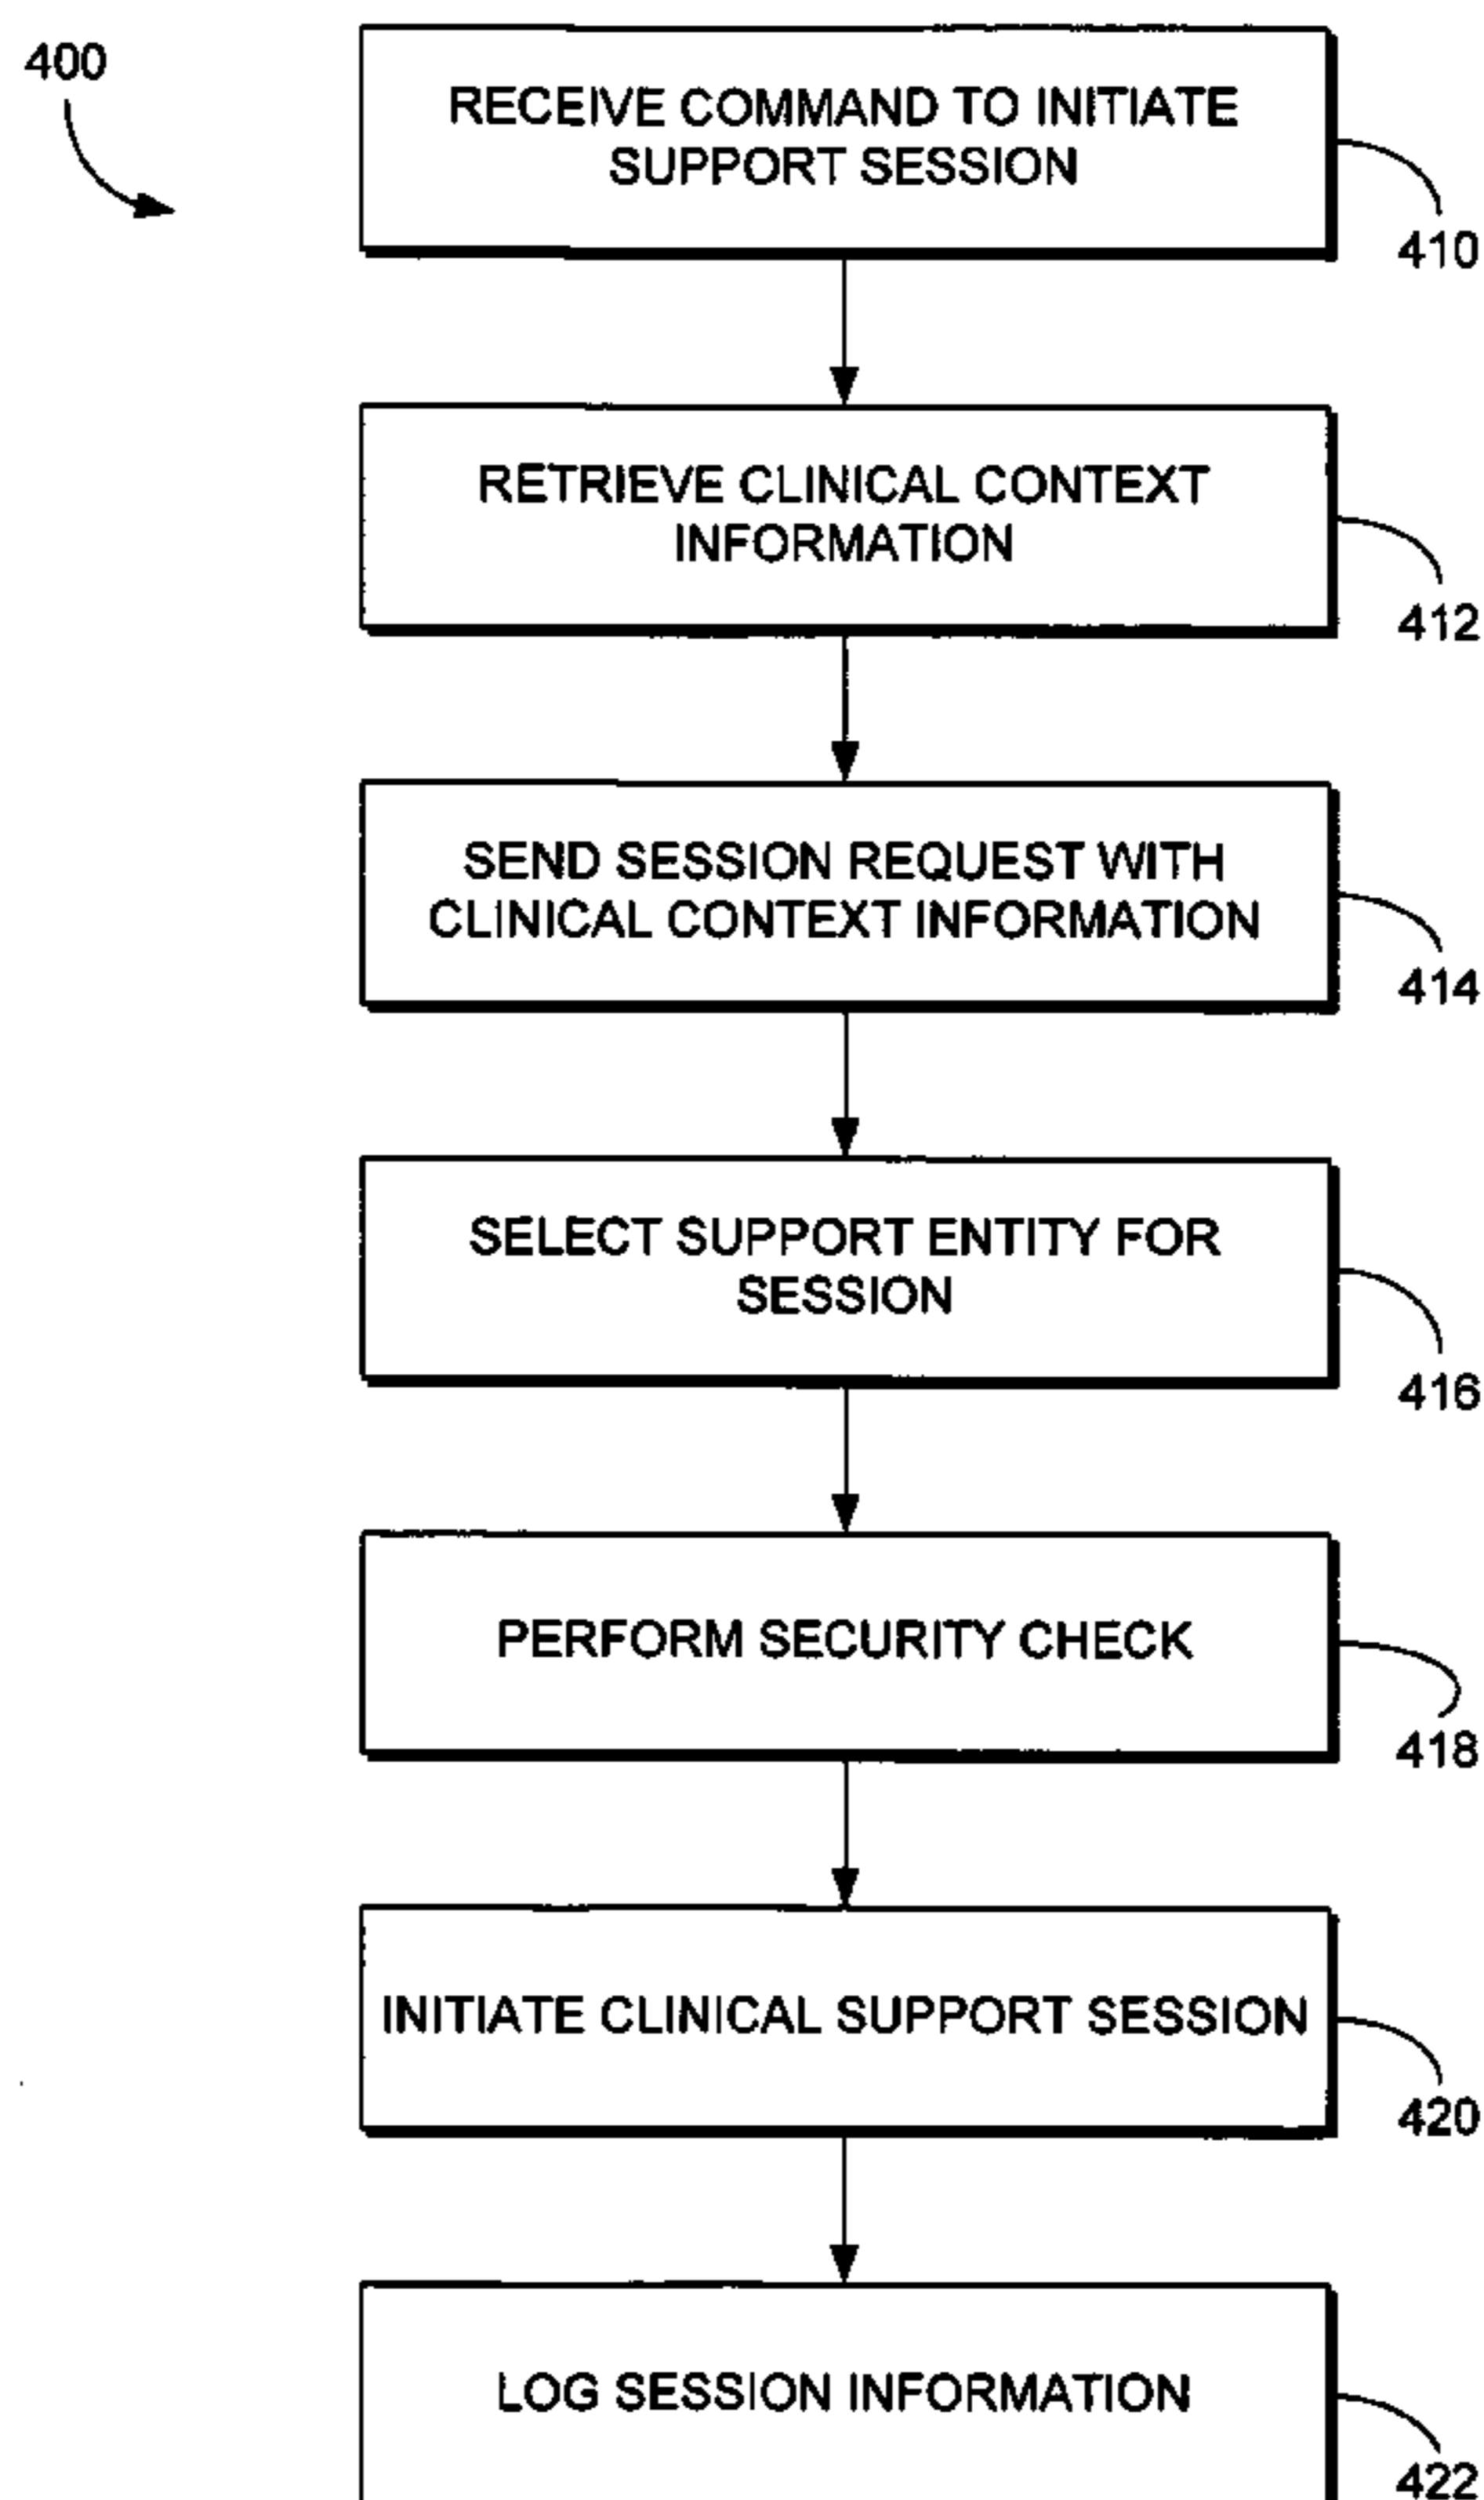 400
RECEIVE COMMAND TO INITIATE
SUPPORT SESSION
410
RETRIEVE CLINICAL CONTEXT
INFORMATION
412
SEND SESSION REQUEST WITH
CLINICAL CONTEXT INFORMATION
414
SELECT SUPPORT ENTITY FOR
SESSION
416
PERFORM SECURITY CHECK
418
INITIATE CLINICAL SUPPORT SESSION
420
LOG SESSION INFORMATION
422